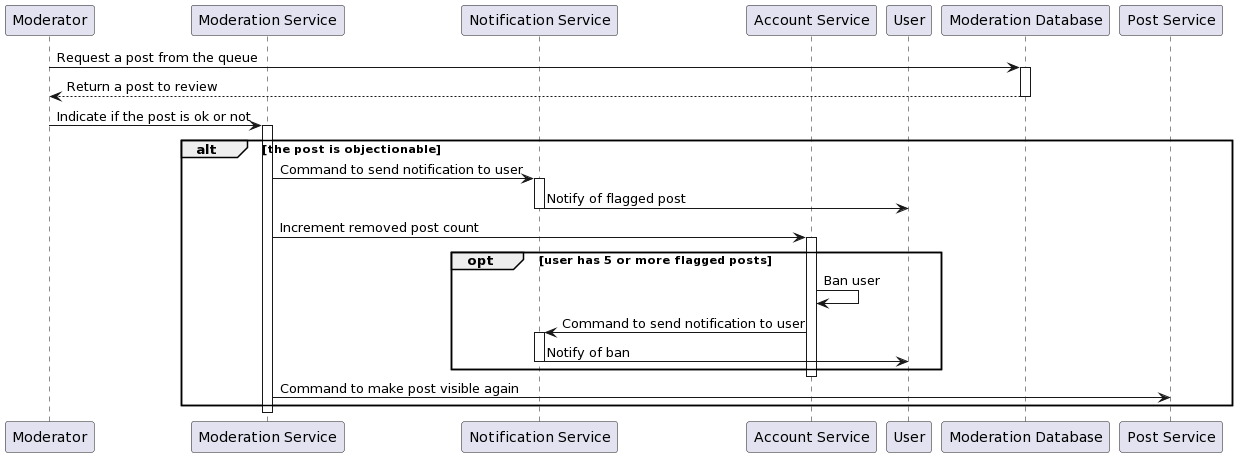 Moderator
Moderation Service
Notification Service
Account Service
User
Moderation Database
Post Service
Request a post from the queue
Return a post to review
Indicate if the post is ok or not
alt
[the post is objectionable]
Command to send notification to user
Notify of flagged post
Increment removed post count
opt
[user has 5 or more flagged posts]
Ban user
Command to send notification to user
Notify of ban
Command to make post visible again
Moderator
Moderation Service
Notification Service
Account Service
User
Moderation Database
Post Service